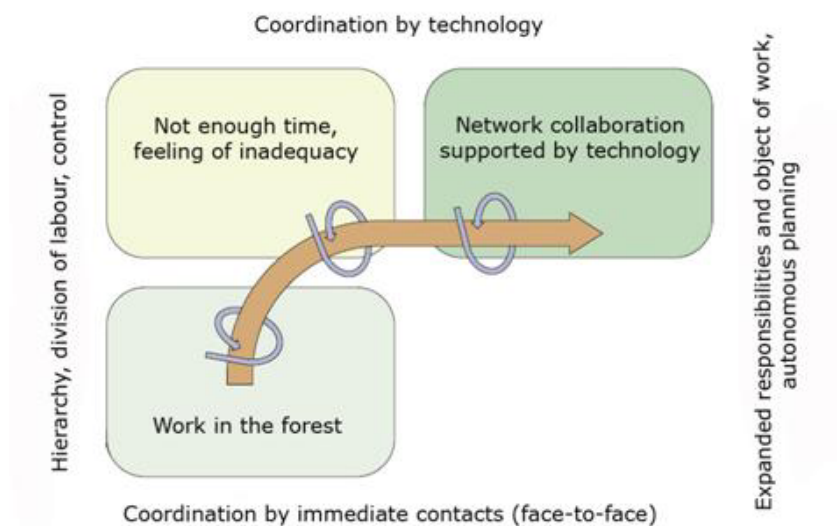 Coordination by technology
Hierarchy, division of labour, control
Not enough time,
feeling of inadequacy
Network collaboration
supported by technology
Expanded responsibilities and object of work,
autonomous planning
Work in the forest
Coordination by immediate contacts (face-to-face)